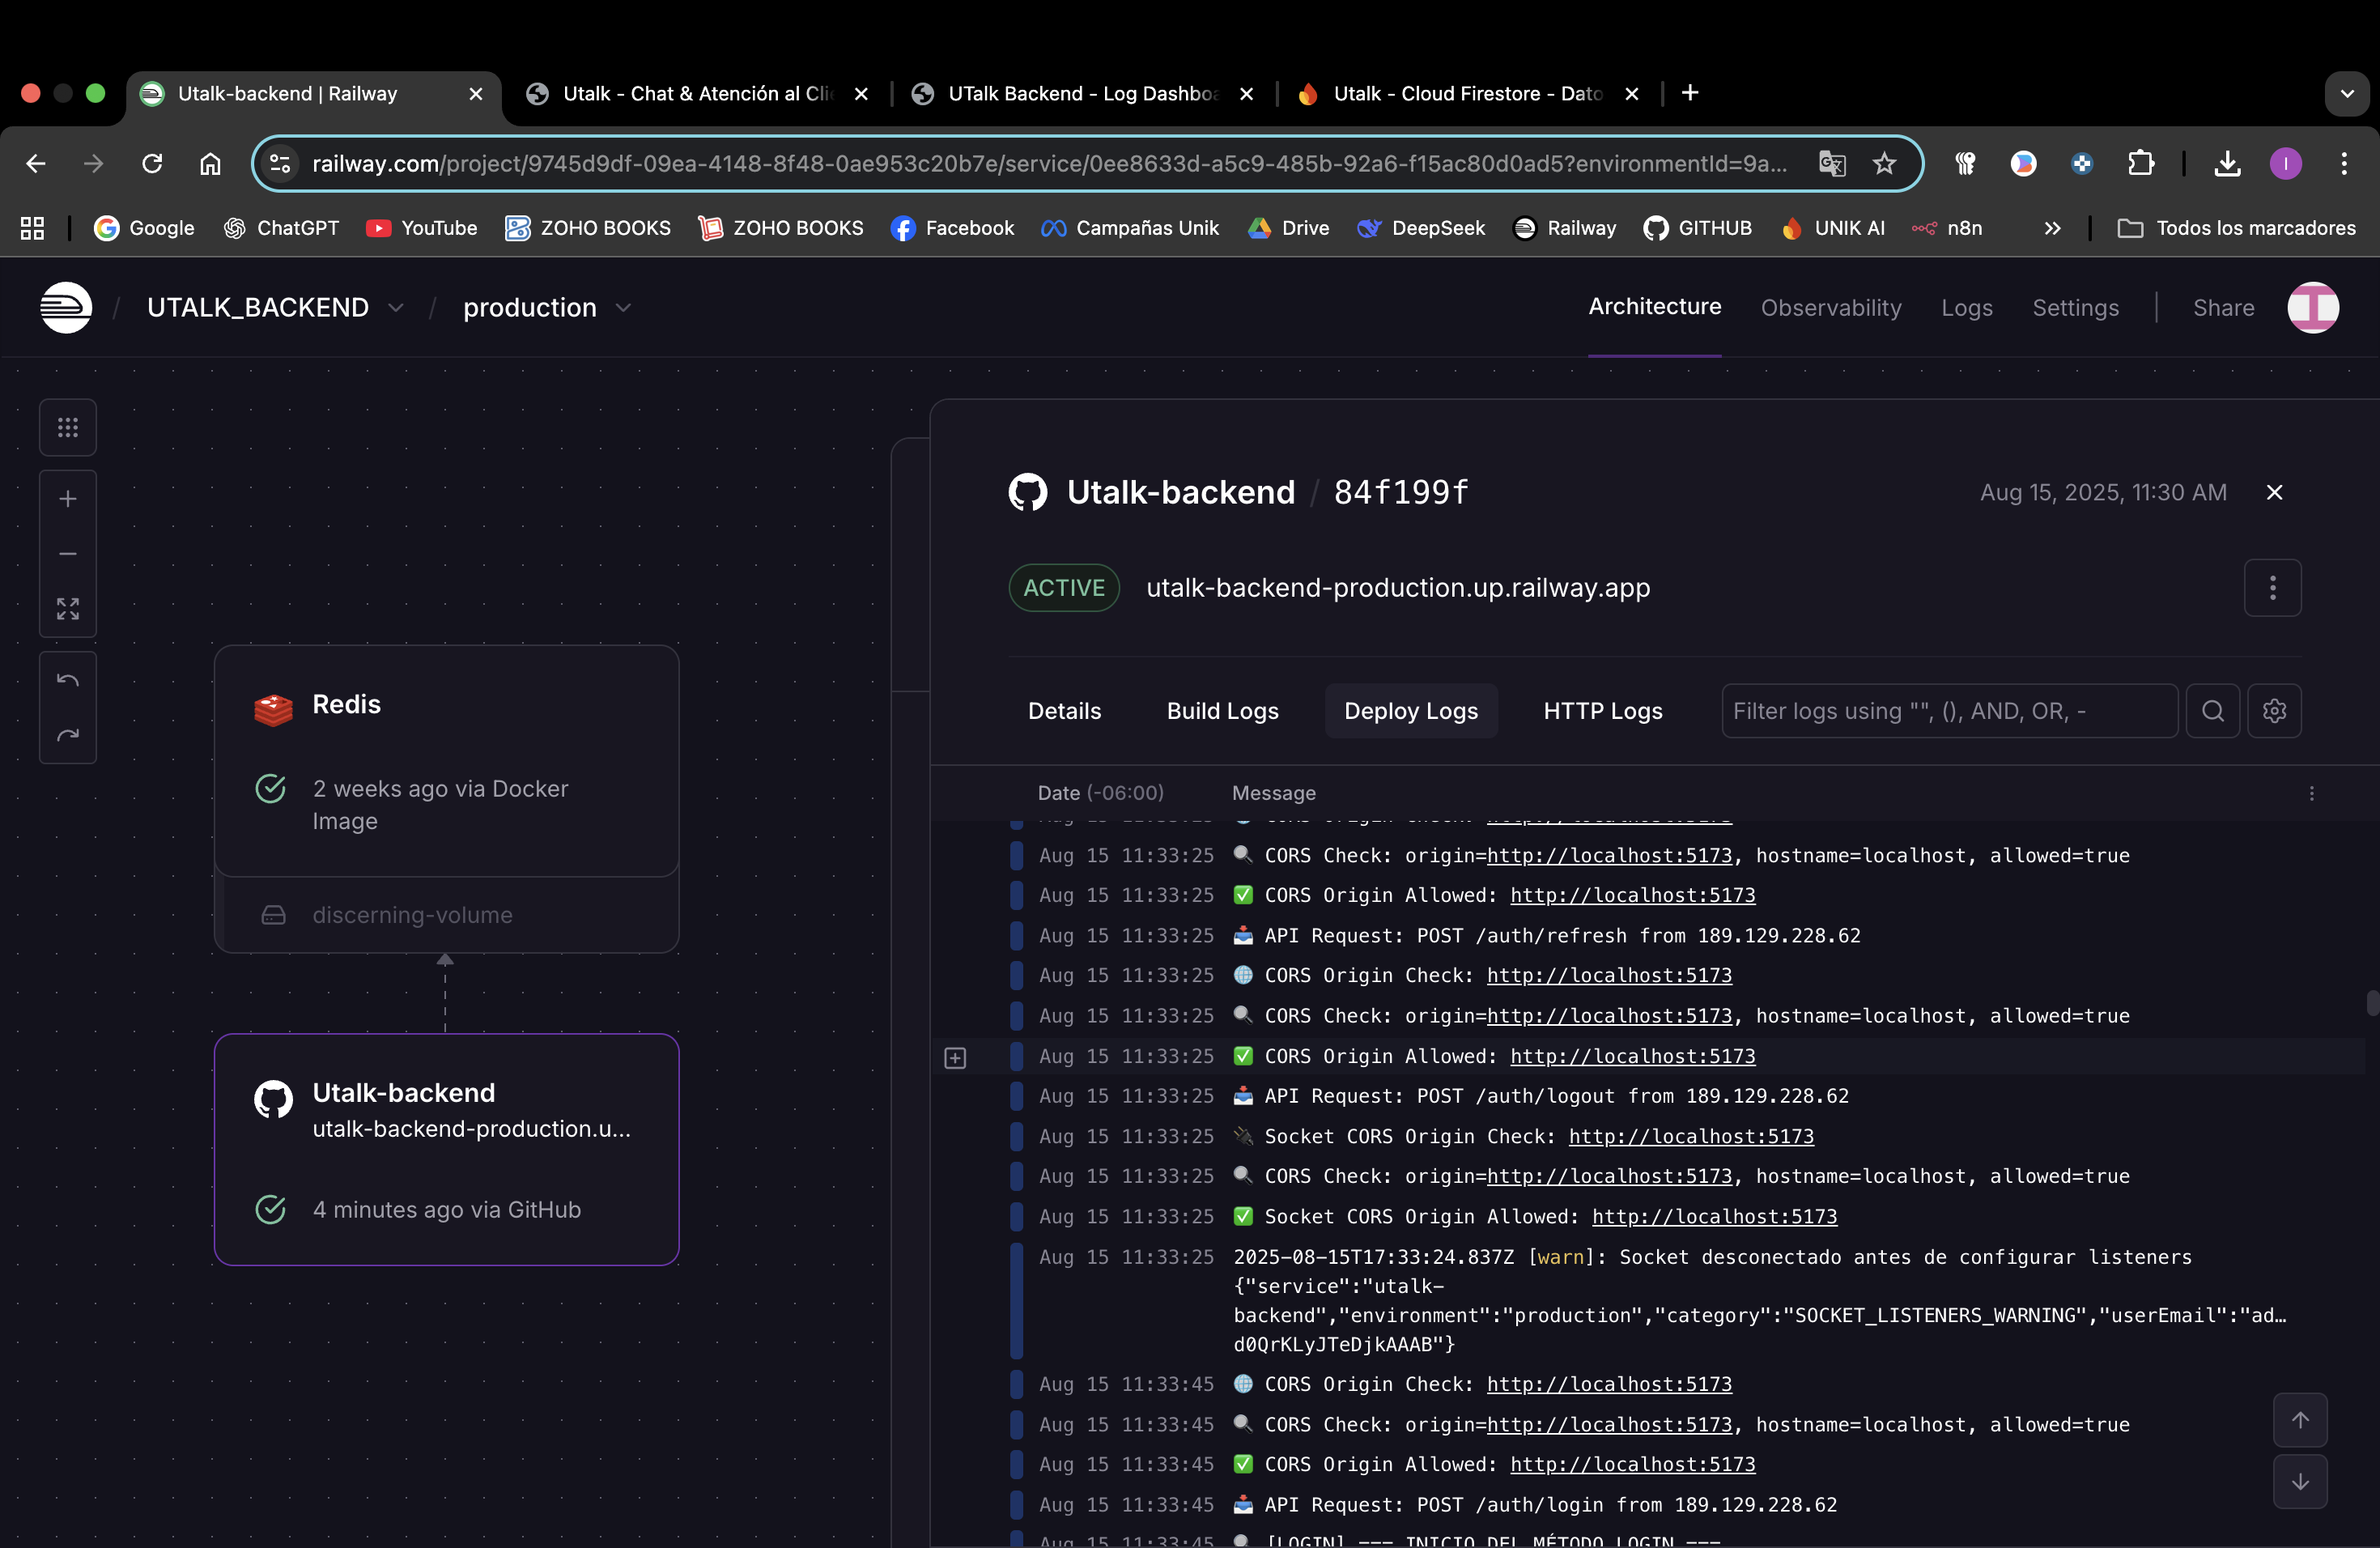 Utalk-backend | Railway
Utalk - Chat & Atención al Clie
UTalk Backend - Log Dashboa
Utalk - Cloud Firestore - Dato
railway.com/project/9745d9df-09ea-4148-8f48-0ae953c20b7e/service/0ee8633d-a5c9-485b-92a6-f15ac80d0ad5?environmentId=9a...
I
Google
ChatGPT
YouTube
ZOHO BOOKS
ZOHO BOOKS
Facebook
Campañas Unik
Drive
DeepSeek
Railway
GITHUB
UNIK AI
n8n
Todos los marcadores
/ UTALK_BACKEND / production
Architecture
Observability
Logs
Settings
Share
Redis
2 weeks ago via Docker
Image
discerning-volume
Utalk-backend
utalk-backend-production.u...
4 minutes ago via GitHub
Utalk-backend / 84f199f
Aug 15, 2025, 11:30 AM
ACTIVE utalk-backend-production.up.railway.app
Details
Build Logs
Deploy Logs
HTTP Logs
Filter logs using "", (), AND, OR, -
Date (-06:00) Message
Aug 15 11:33:25 CORS Check: origin=http://localhost:5173, hostname=localhost, allowed=true
Aug 15 11:33:25 CORS Origin Allowed: http://localhost:5173
Aug 15 11:33:25 API Request: POST /auth/refresh from 189.129.228.62
Aug 15 11:33:25 CORS Origin Check: http://localhost:5173
Aug 15 11:33:25 CORS Check: origin=http://localhost:5173, hostname=localhost, allowed=true
Aug 15 11:33:25 CORS Origin Allowed: http://localhost:5173
Aug 15 11:33:25 API Request: POST /auth/logout from 189.129.228.62
Aug 15 11:33:25 Socket CORS Origin Check: http://localhost:5173
Aug 15 11:33:25 CORS Check: origin=http://localhost:5173, hostname=localhost, allowed=true
Aug 15 11:33:25 Socket CORS Origin Allowed: http://localhost:5173
Aug 15 11:33:25 2025-08-15T17:33:24.837Z [warn]: Socket desconectado antes de configurar listeners
{"service":"utalk-
backend","environment":"production","category":"SOCKET_LISTENERS_WARNING","userEmail":"ad…
d0QrKLyJTeDjkAAAB"}
Aug 15 11:33:45 CORS Origin Check: http://localhost:5173
Aug 15 11:33:45 CORS Check: origin=http://localhost:5173, hostname=localhost, allowed=true
Aug 15 11:33:45 CORS Origin Allowed: http://localhost:5173
Aug 15 11:33:45 API Request: POST /auth/login from 189.129.228.62
Aug 15 11:33:45 [LOGIN] === INICIO DEL MÉTODO LOGIN ===